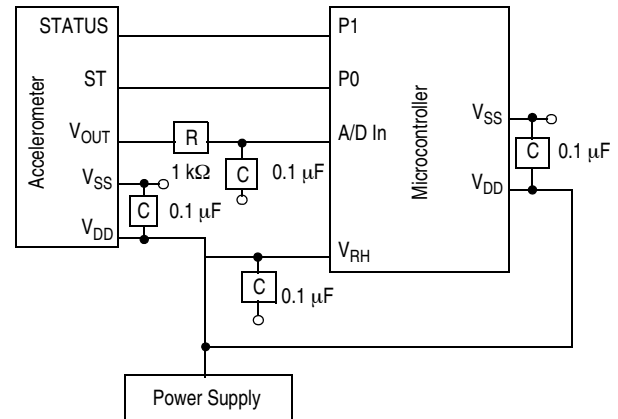 STATUS
P1
ST
P0
V_OUT
R
A/D In
1 kΩ
C
0.1 μF
V_SS
C
0.1 μF
V_DD
Accelerometer
Microcontroller
V_SS
C
0.1 μF
V_DD
V_RH
C
0.1 μF
Power Supply